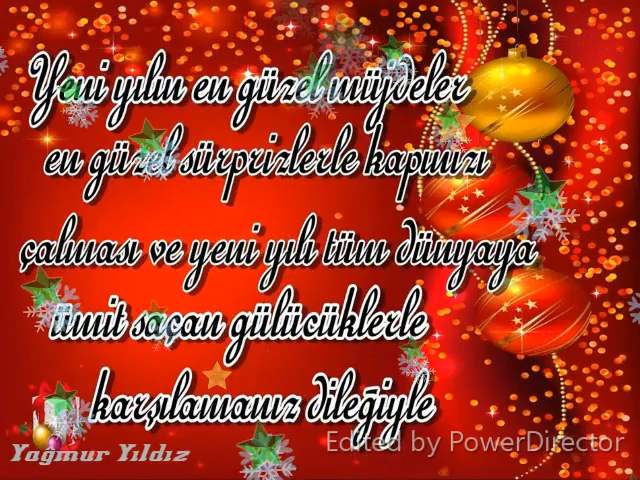 Yeni yılın en güzel müjdeler
en güzel sürprizlerle kapınızı
çalması ve yeni yılı tüm dünyaya
ümit saçan gülücüklerle
karşılamanız dileğiyle
Yağmur Yıldız
Edited by PowerDirector